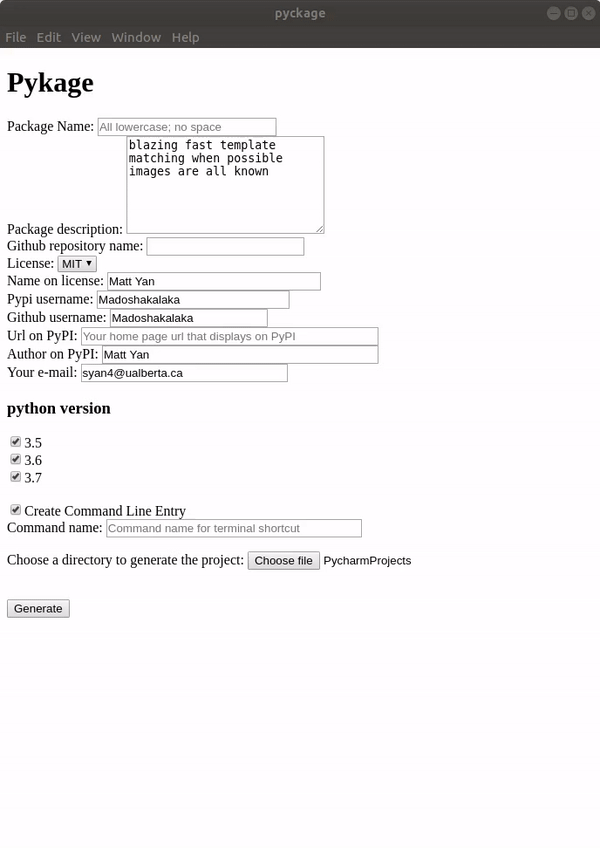 pyckage
File Edit View Window Help
Pykage
Package Name: All lowercase; no space
blazing fast template
matching when possible
images are all known
Package description:
Github repository name:
License: MIT
Name on license: Matt Yan
Pypi username: Madoshakalaka
Github username: Madoshakalaka
Url on PyPI: Your home page url that displays on PyPI
Author on PyPI: Matt Yan
Your e-mail: syan4@ualberta.ca
python version
3.5
3.6
3.7
Create Command Line Entry
Command name: Command name for terminal shortcut
Choose a directory to generate the project: Choose file PycharmProjects
Generate